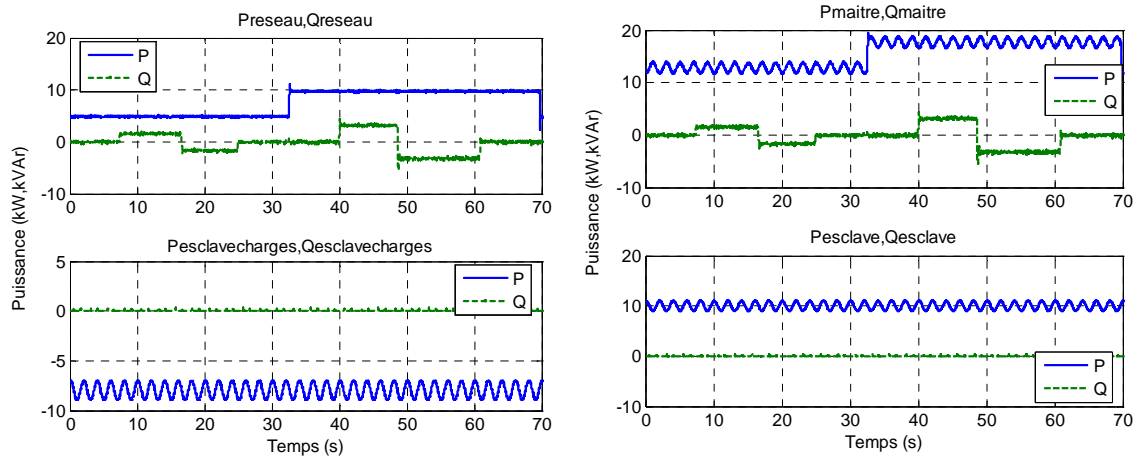 Preseau,Qreseau
20
10
0
-10
P
Q
0 10 20 30 40 50 60 70
Pesclavecharges,Qesclavecharges
5
0
-5
-10
P
Q
0 10 20 30 40 50 60 70
Temps (s)
Puissance (kW,kVAr)
Pmaitre,Qmaitre
20
10
0
-10
P
Q
0 10 20 30 40 50 60 70
Pesclave,Qesclave
20
10
0
-10
P
Q
0 10 20 30 40 50 60 70
Temps (s)
Puissance (kW,kVAr)